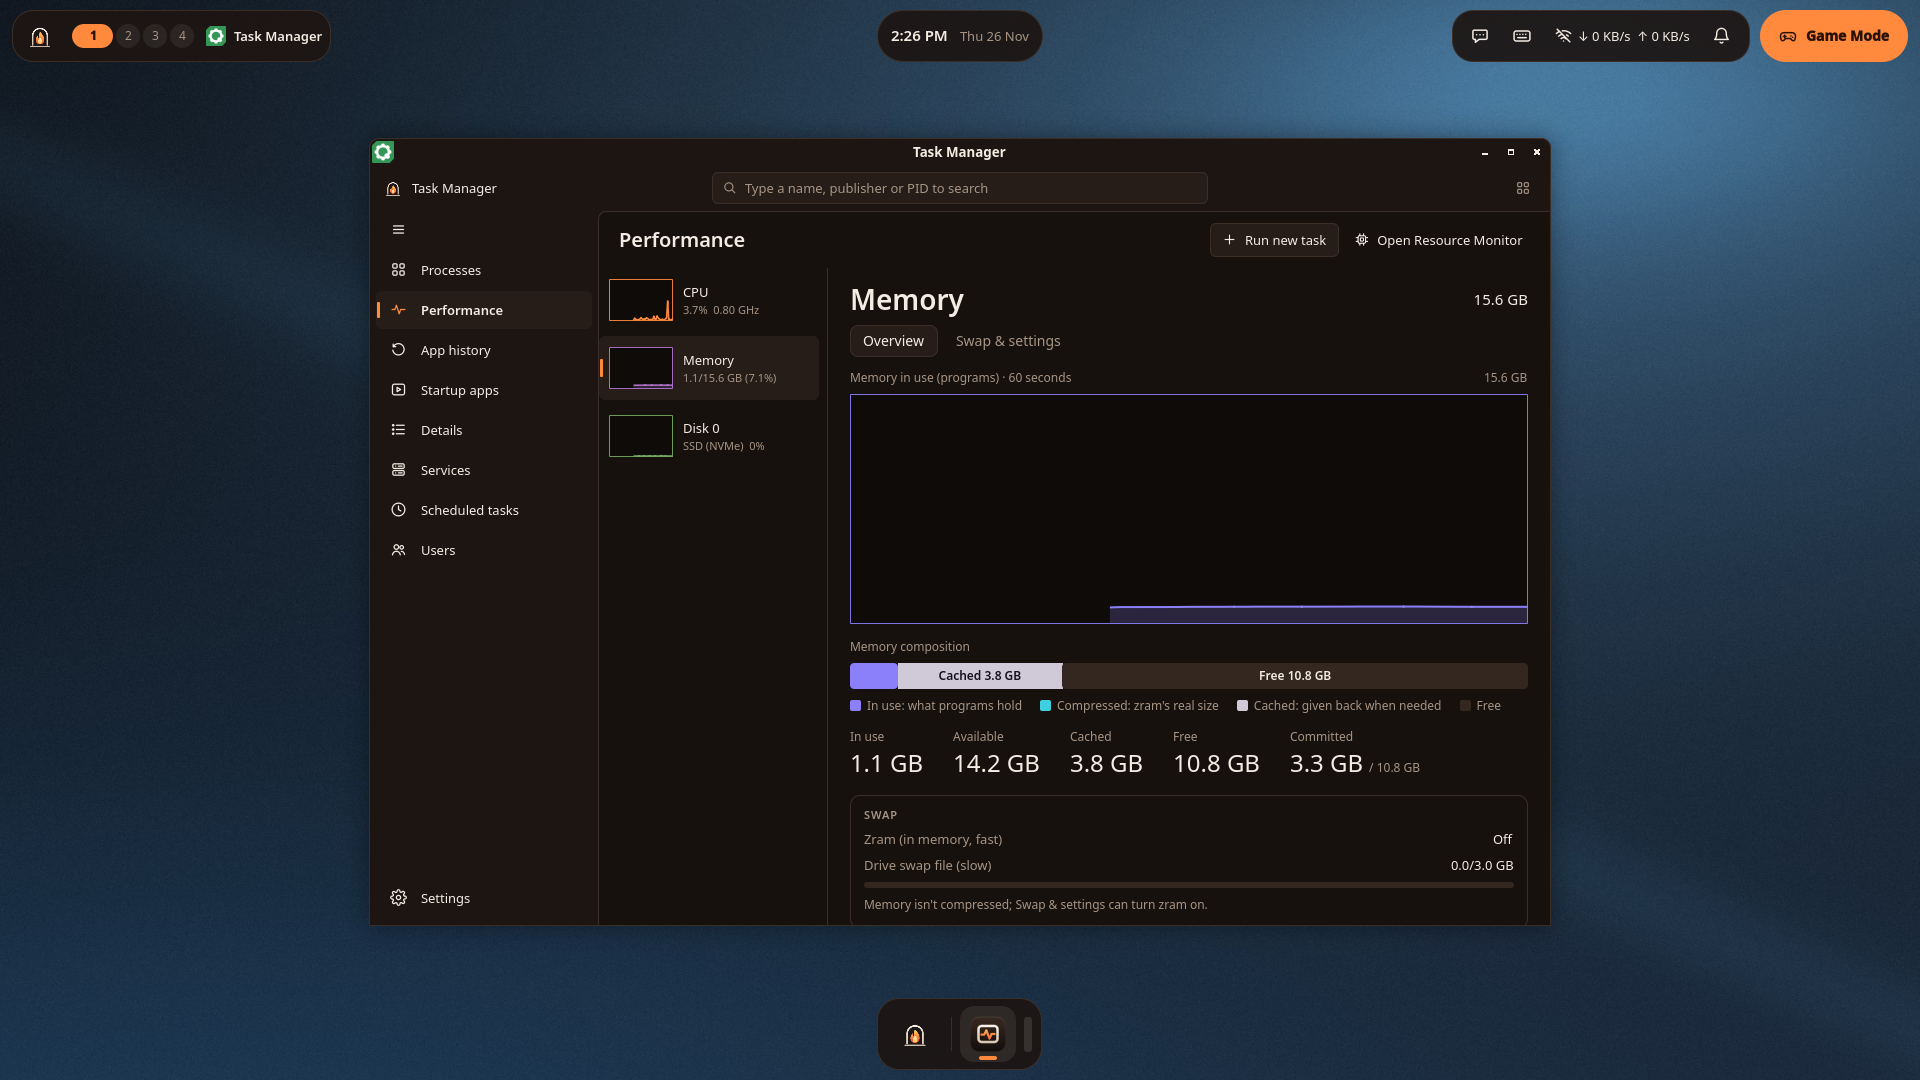 1 2 3 4 Task Manager
2:26 PM Thu 26 Nov
↓ 0 KB/s ↑ 0 KB/s
Game Mode
Task Manager
Task Manager
Type a name, publisher or PID to search
Processes
Performance
App history
Startup apps
Details
Services
Scheduled tasks
Users
Settings
Performance
Run new task
Open Resource Monitor
CPU
3.7% 0.80 GHz
Memory
1.1/15.6 GB (7.1%)
Disk 0
SSD (NVMe) 0%
Memory
15.6 GB
Overview
Swap & settings
Memory in use (programs) · 60 seconds
15.6 GB
Memory composition
Cached 3.8 GB
Free 10.8 GB
In use: what programs hold
Compressed: zram's real size
Cached: given back when needed
Free
In use
1.1 GB
Available
14.2 GB
Cached
3.8 GB
Free
10.8 GB
Committed
3.3 GB / 10.8 GB
SWAP
Zram (in memory, fast)
Off
Drive swap file (slow)
0.0/3.0 GB
Memory isn't compressed; Swap & settings can turn zram on.